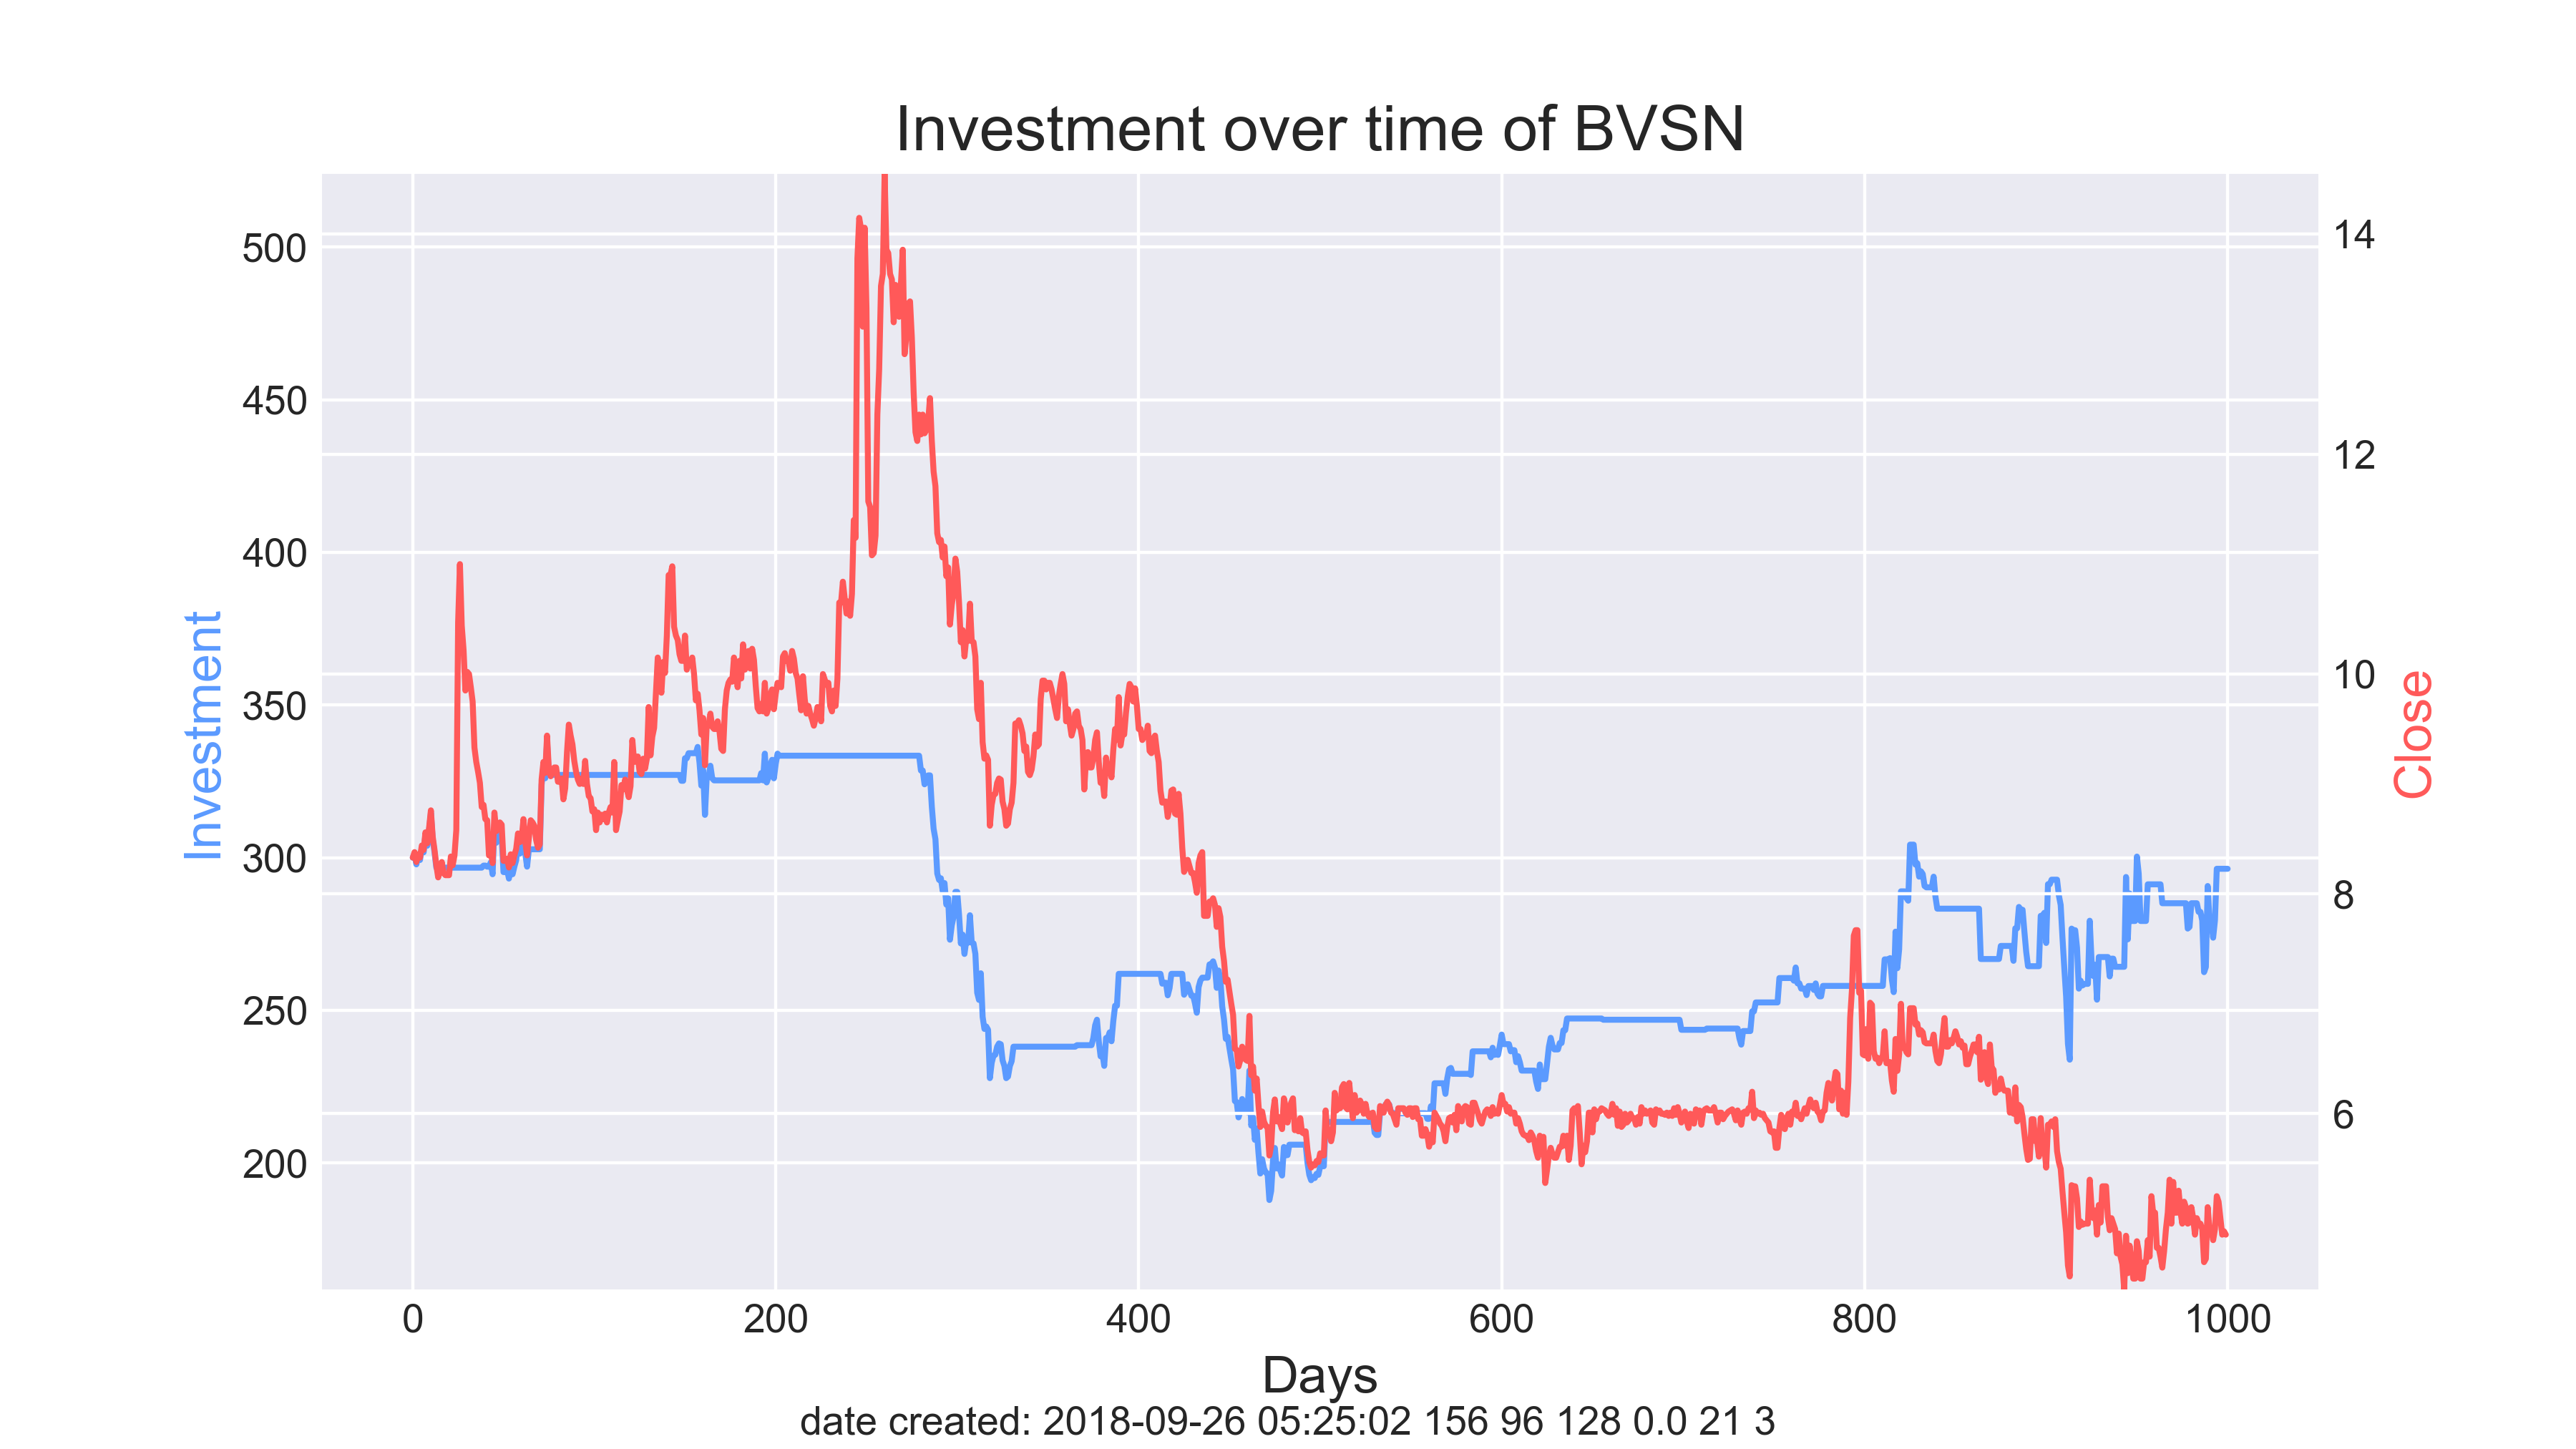 Investment over time of BVSN
500
450
400
350
300
250
200
Investment
14
12
10
8
6
Close
0 200 400 600 800 1000
Days
date created: 2018-09-26 05:25:02 156 96 128 0.0 21 3